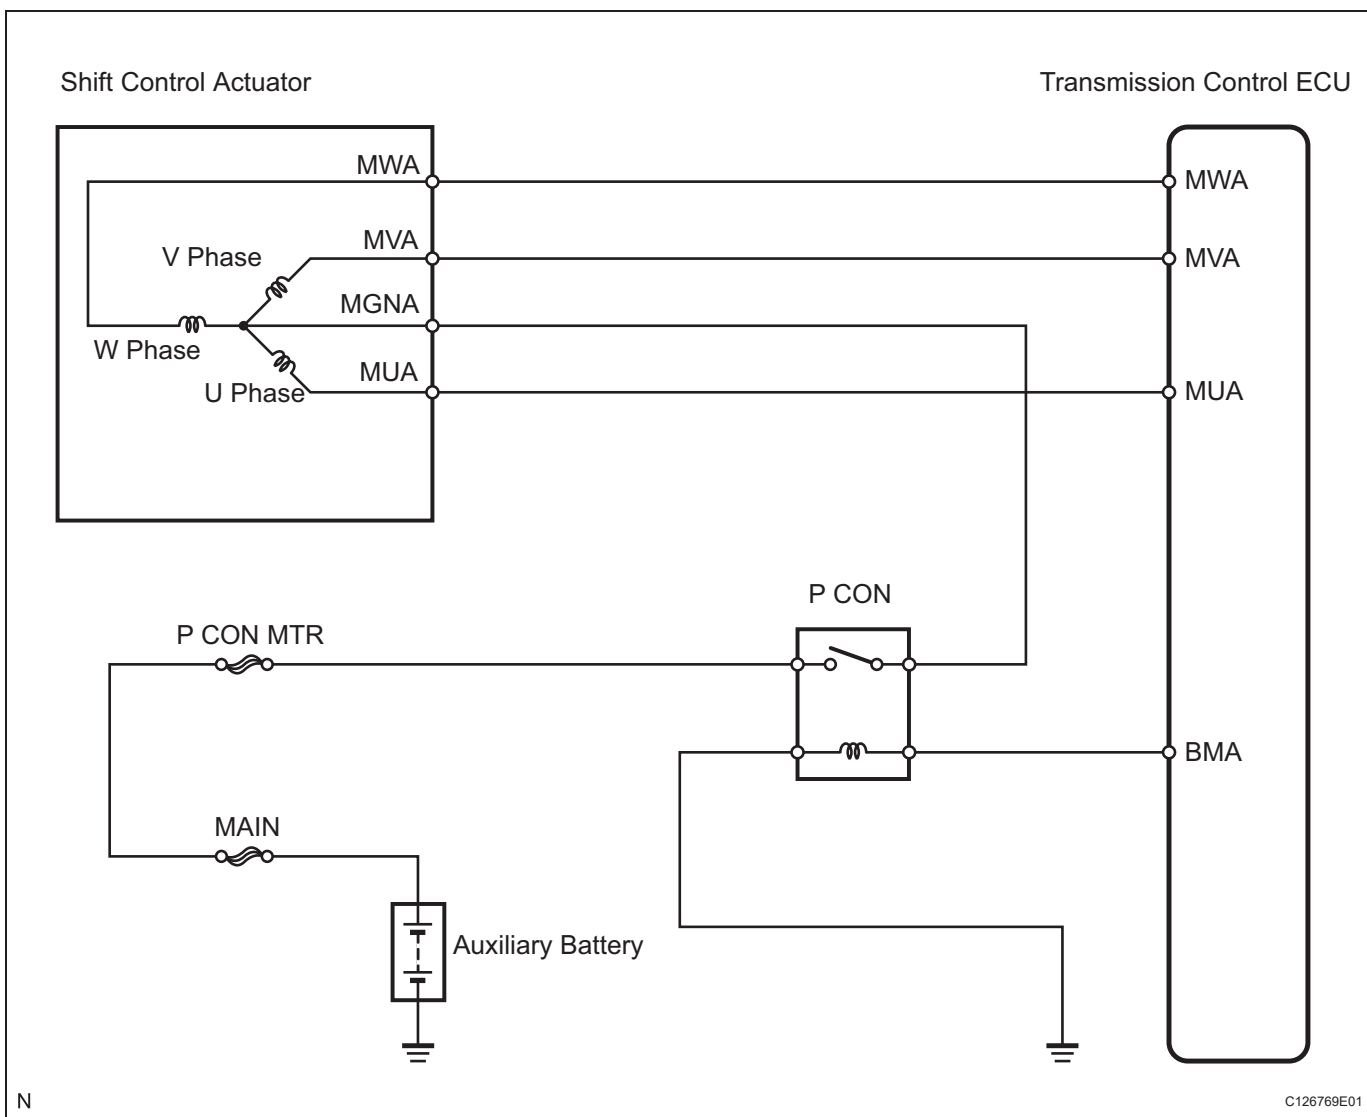 Shift Control Actuator
Transmission Control ECU
MWA
MWA
V Phase
MVA
MVA
MGNA
W Phase
U Phase
MUA
MUA
P CON
P CON MTR
BMA
MAIN
Auxiliary Battery
N
C126769E01